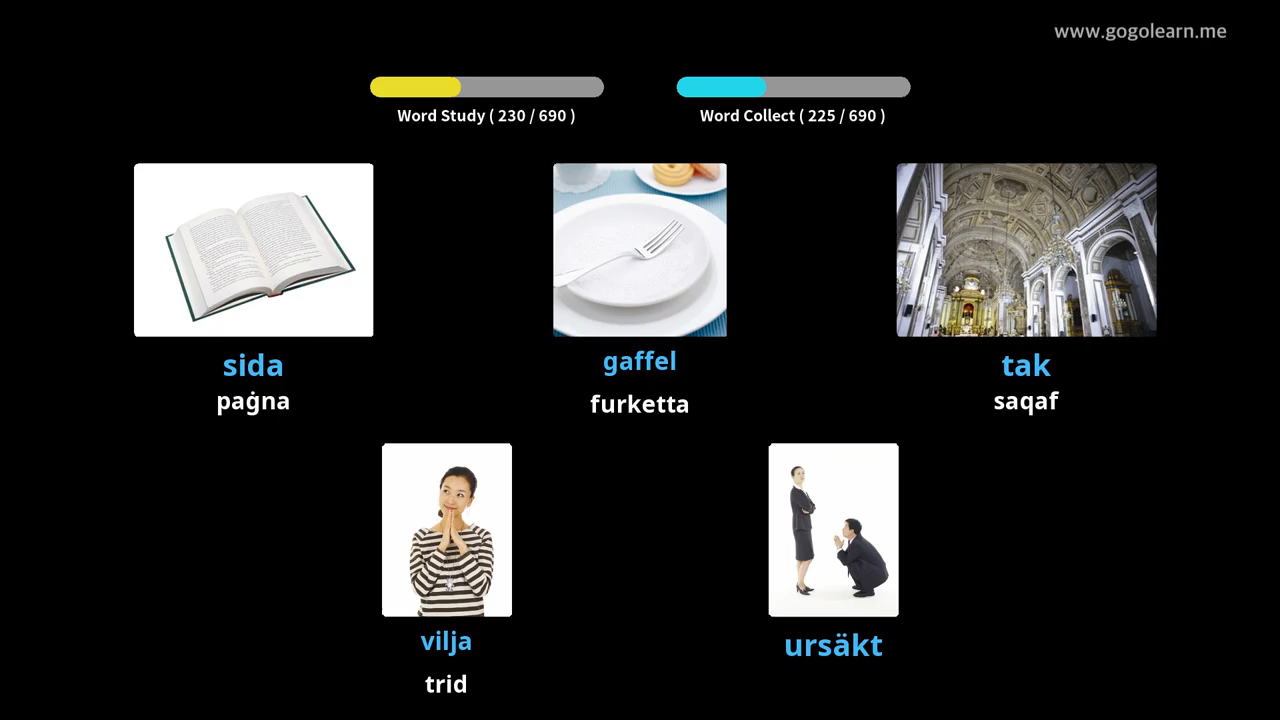 www.gogolearn.me
Word Study ( 230 / 690 )
Word Collect ( 225 / 690 )
sida
paġna
gaffel
furketta
tak
saqaf
vilja
trid
ursäkt